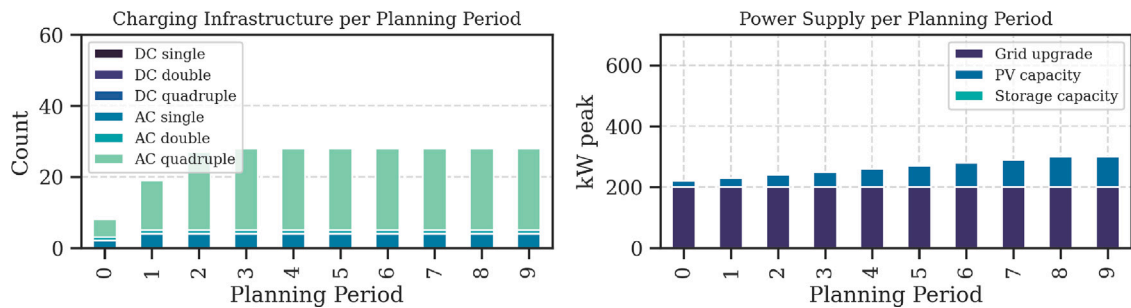 Charging Infrastructure per Planning Period
60
40
20
0
Count
DC single
DC double
DC quadruple
AC single
AC double
AC quadruple
0 1 2 3 4 5 6 7 8 9
Planning Period
Power Supply per Planning Period
600
400
200
0
kW peak
Grid upgrade
PV capacity
Storage capacity
0 1 2 3 4 5 6 7 8 9
Planning Period